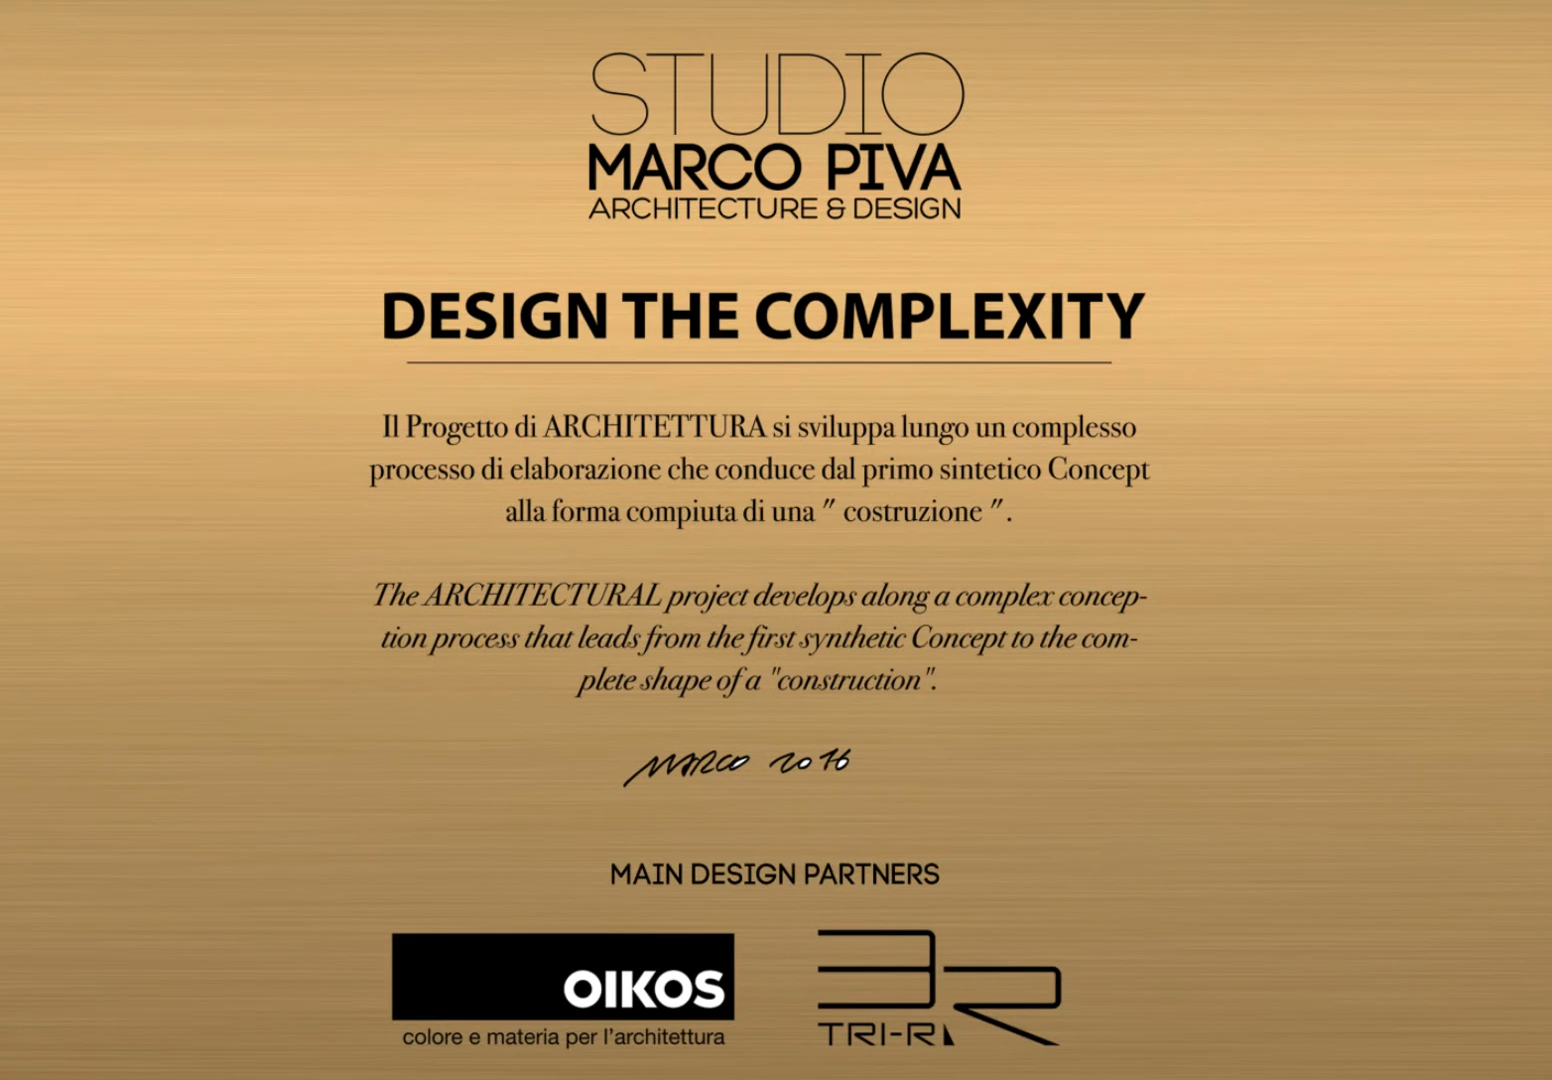 STUDIO
MARCO PIVA
ARCHITECTURE & DESIGN
DESIGN THE COMPLEXITY
Il Progetto di ARCHITETTURA si sviluppa lungo un complesso
processo di elaborazione che conduce dal primo sintetico Concept
alla forma compiuta di una " costruzione ".
The ARCHITECTURAL project develops along a complex concep-
tion process that leads from the first synthetic Concept to the com-
plete shape of a "construction".
MARCO 2016
MAIN DESIGN PARTNERS
OIKOS
colore e materia per l'architettura
3R
TRI-R